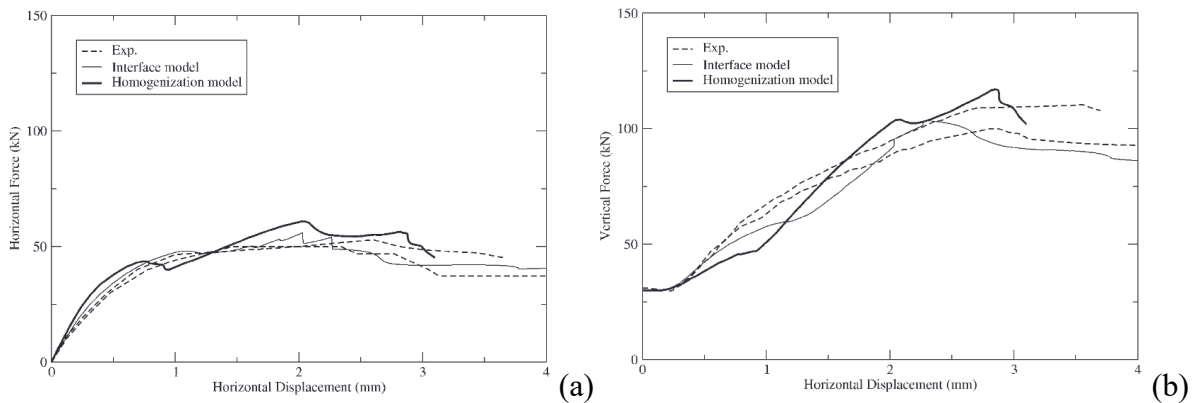 150
Exp.
Interface model
Homogenization model
100
50
0
Horizontal Force (kN)
0 1 2 3 4
Horizontal Displacement (mm)
(a)
150
Exp.
Interface model
Homogenization model
100
50
0
Vertical Force (kN)
0 1 2 3 4
Horizontal Displacement (mm)
(b)